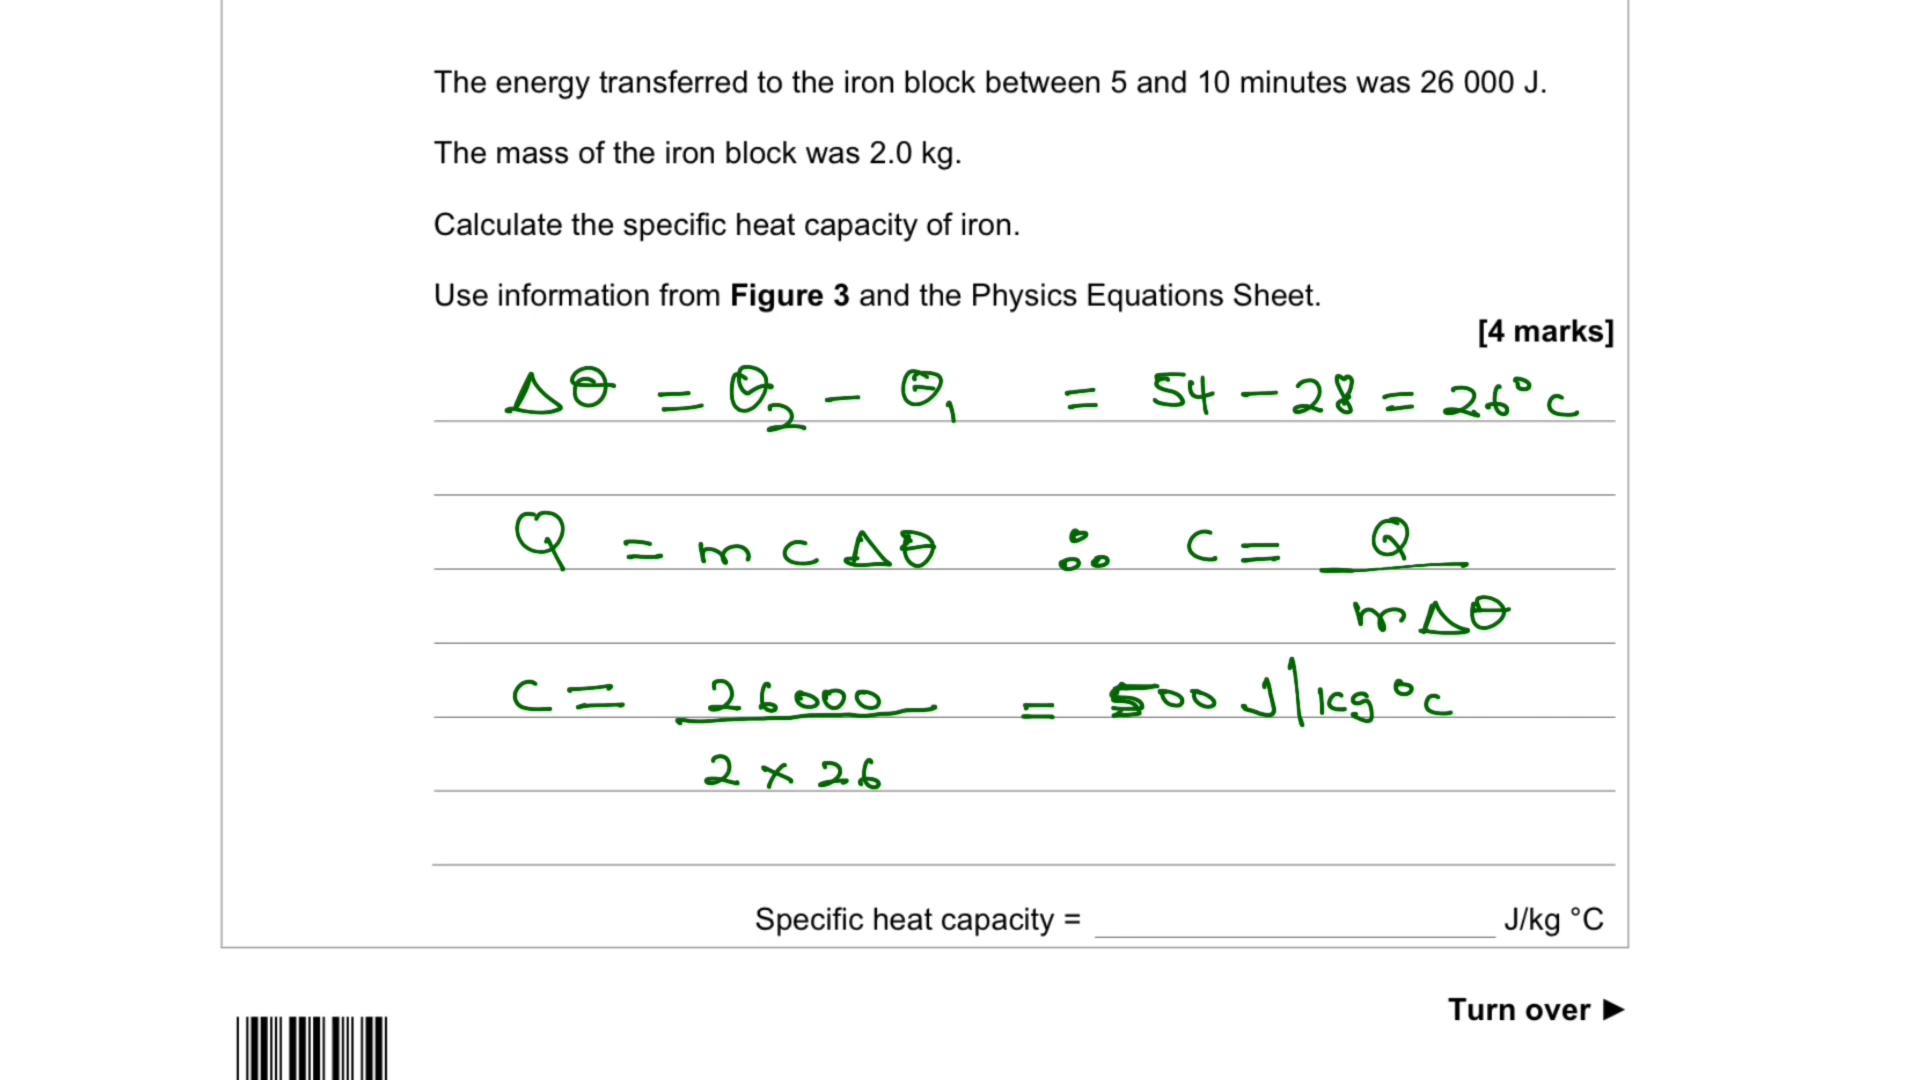 The energy transferred to the iron block between 5 and 10 minutes was 26 000 J.
The mass of the iron block was 2.0 kg.
Calculate the specific heat capacity of iron.
Use information from Figure 3 and the Physics Equations Sheet.
[4 marks]
Δθ = θ₂ − θ₁ = 54 − 28 = 26°C
Q = m c Δθ ∴ C = Q / mΔθ
C = 26000 / 2 × 26 = 500 J/kg°C
Specific heat capacity = ____________ J/kg °C
Turn over ►